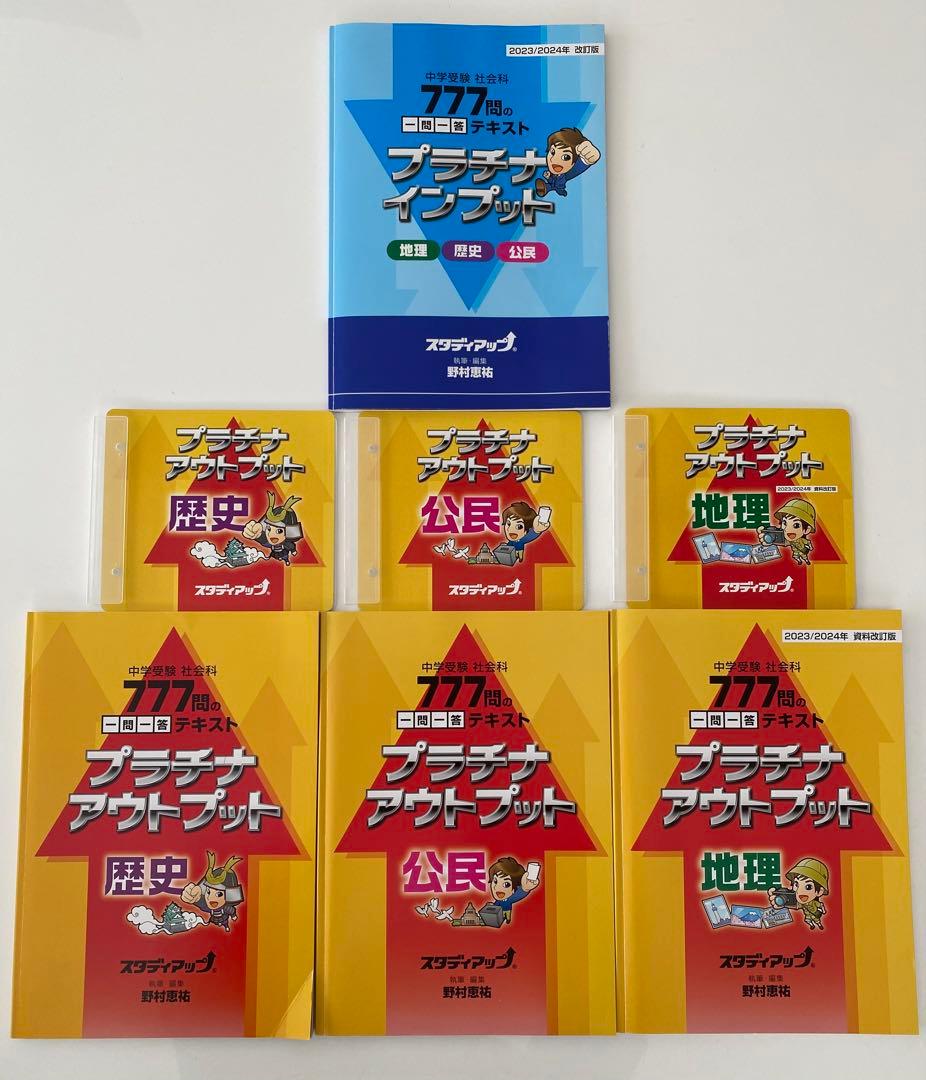 2023/2024年 改訂版
中学受験 社会科
777問の
一問一答 テキスト
プラチナ
インプット
地理 歴史 公民
スタディアップ®
執筆・編集
野村恵祐
プラチナ
アウトプット
歴史
スタディアップ®
プラチナ
アウトプット
公民
スタディアップ®
プラチナ
アウトプット
2023/2024年 資料改訂版
地理
スタディアップ®
中学受験 社会科
777問の
一問一答 テキスト
プラチナ
アウトプット
歴史
スタディアップ®
執筆・編集
野村恵祐
中学受験 社会科
777問の
一問一答 テキスト
プラチナ
アウトプット
公民
スタディアップ®
執筆・編集
野村恵祐
2023/2024年 資料改訂版
中学受験 社会科
777問の
一問一答 テキスト
プラチナ
アウトプット
地理
スタディアップ®
執筆・編集
野村恵祐